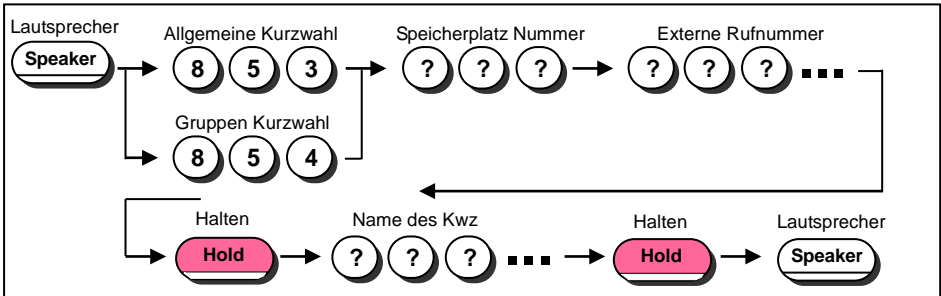 Lautsprecher
Speaker
Allgemeine Kurzwahl
8 5 3
Speicherplatz Nummer
? ? ?
Externe Rufnummer
? ? ?
Gruppen Kurzwahl
8 5 4
Halten
Hold
Name des Kwz
? ? ?
Halten
Hold
Lautsprecher
Speaker